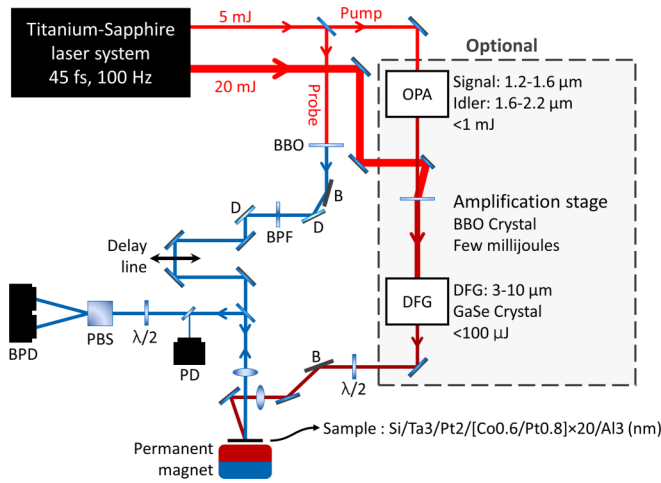 Titanium-Sapphire
laser system
45 fs, 100 Hz
5 mJ
Pump
20 mJ
Probe
Optional
OPA
Signal: 1.2-1.6 µm
Idler: 1.6-2.2 µm
<1 mJ
BBO
B
D
BPF
D
Amplification stage
BBO Crystal
Few millijoules
Delay
line
DFG
DFG: 3-10 µm
GaSe Crystal
<100 µJ
BPD
PBS
λ/2
PD
B
λ/2
Permanent
magnet
Sample : Si/Ta3/Pt2/[Co0.6/Pt0.8]×20/Al3 (nm)